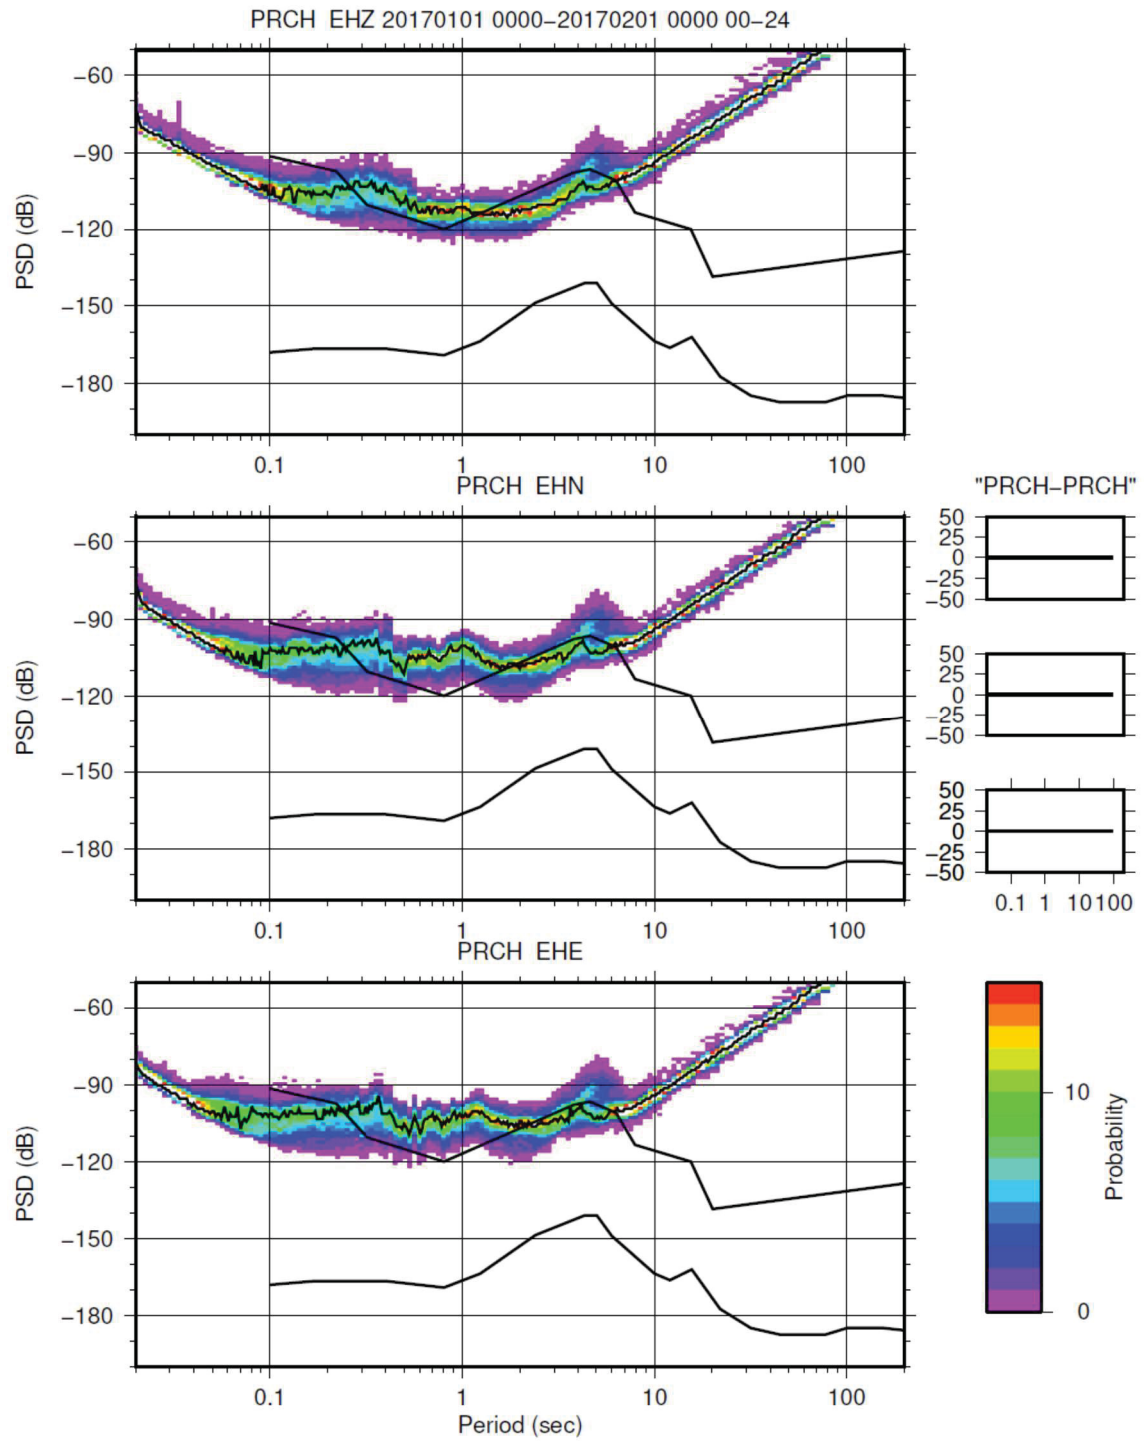 PRCH EHZ 20170101 0000−20170201 0000 00−24
−60
−90
−120
−150
−180
PSD (dB)
0.1 1 10 100
PRCH EHN
−60
−90
−120
−150
−180
PSD (dB)
0.1 1 10 100
"PRCH−PRCH"
50
25
0
−25
−50
50
25
0
−25
−50
50
25
0
−25
−50
0.1 1 10 100
PRCH EHE
−60
−90
−120
−150
−180
PSD (dB)
0.1 1 10 100
Period (sec)
10
0
Probability